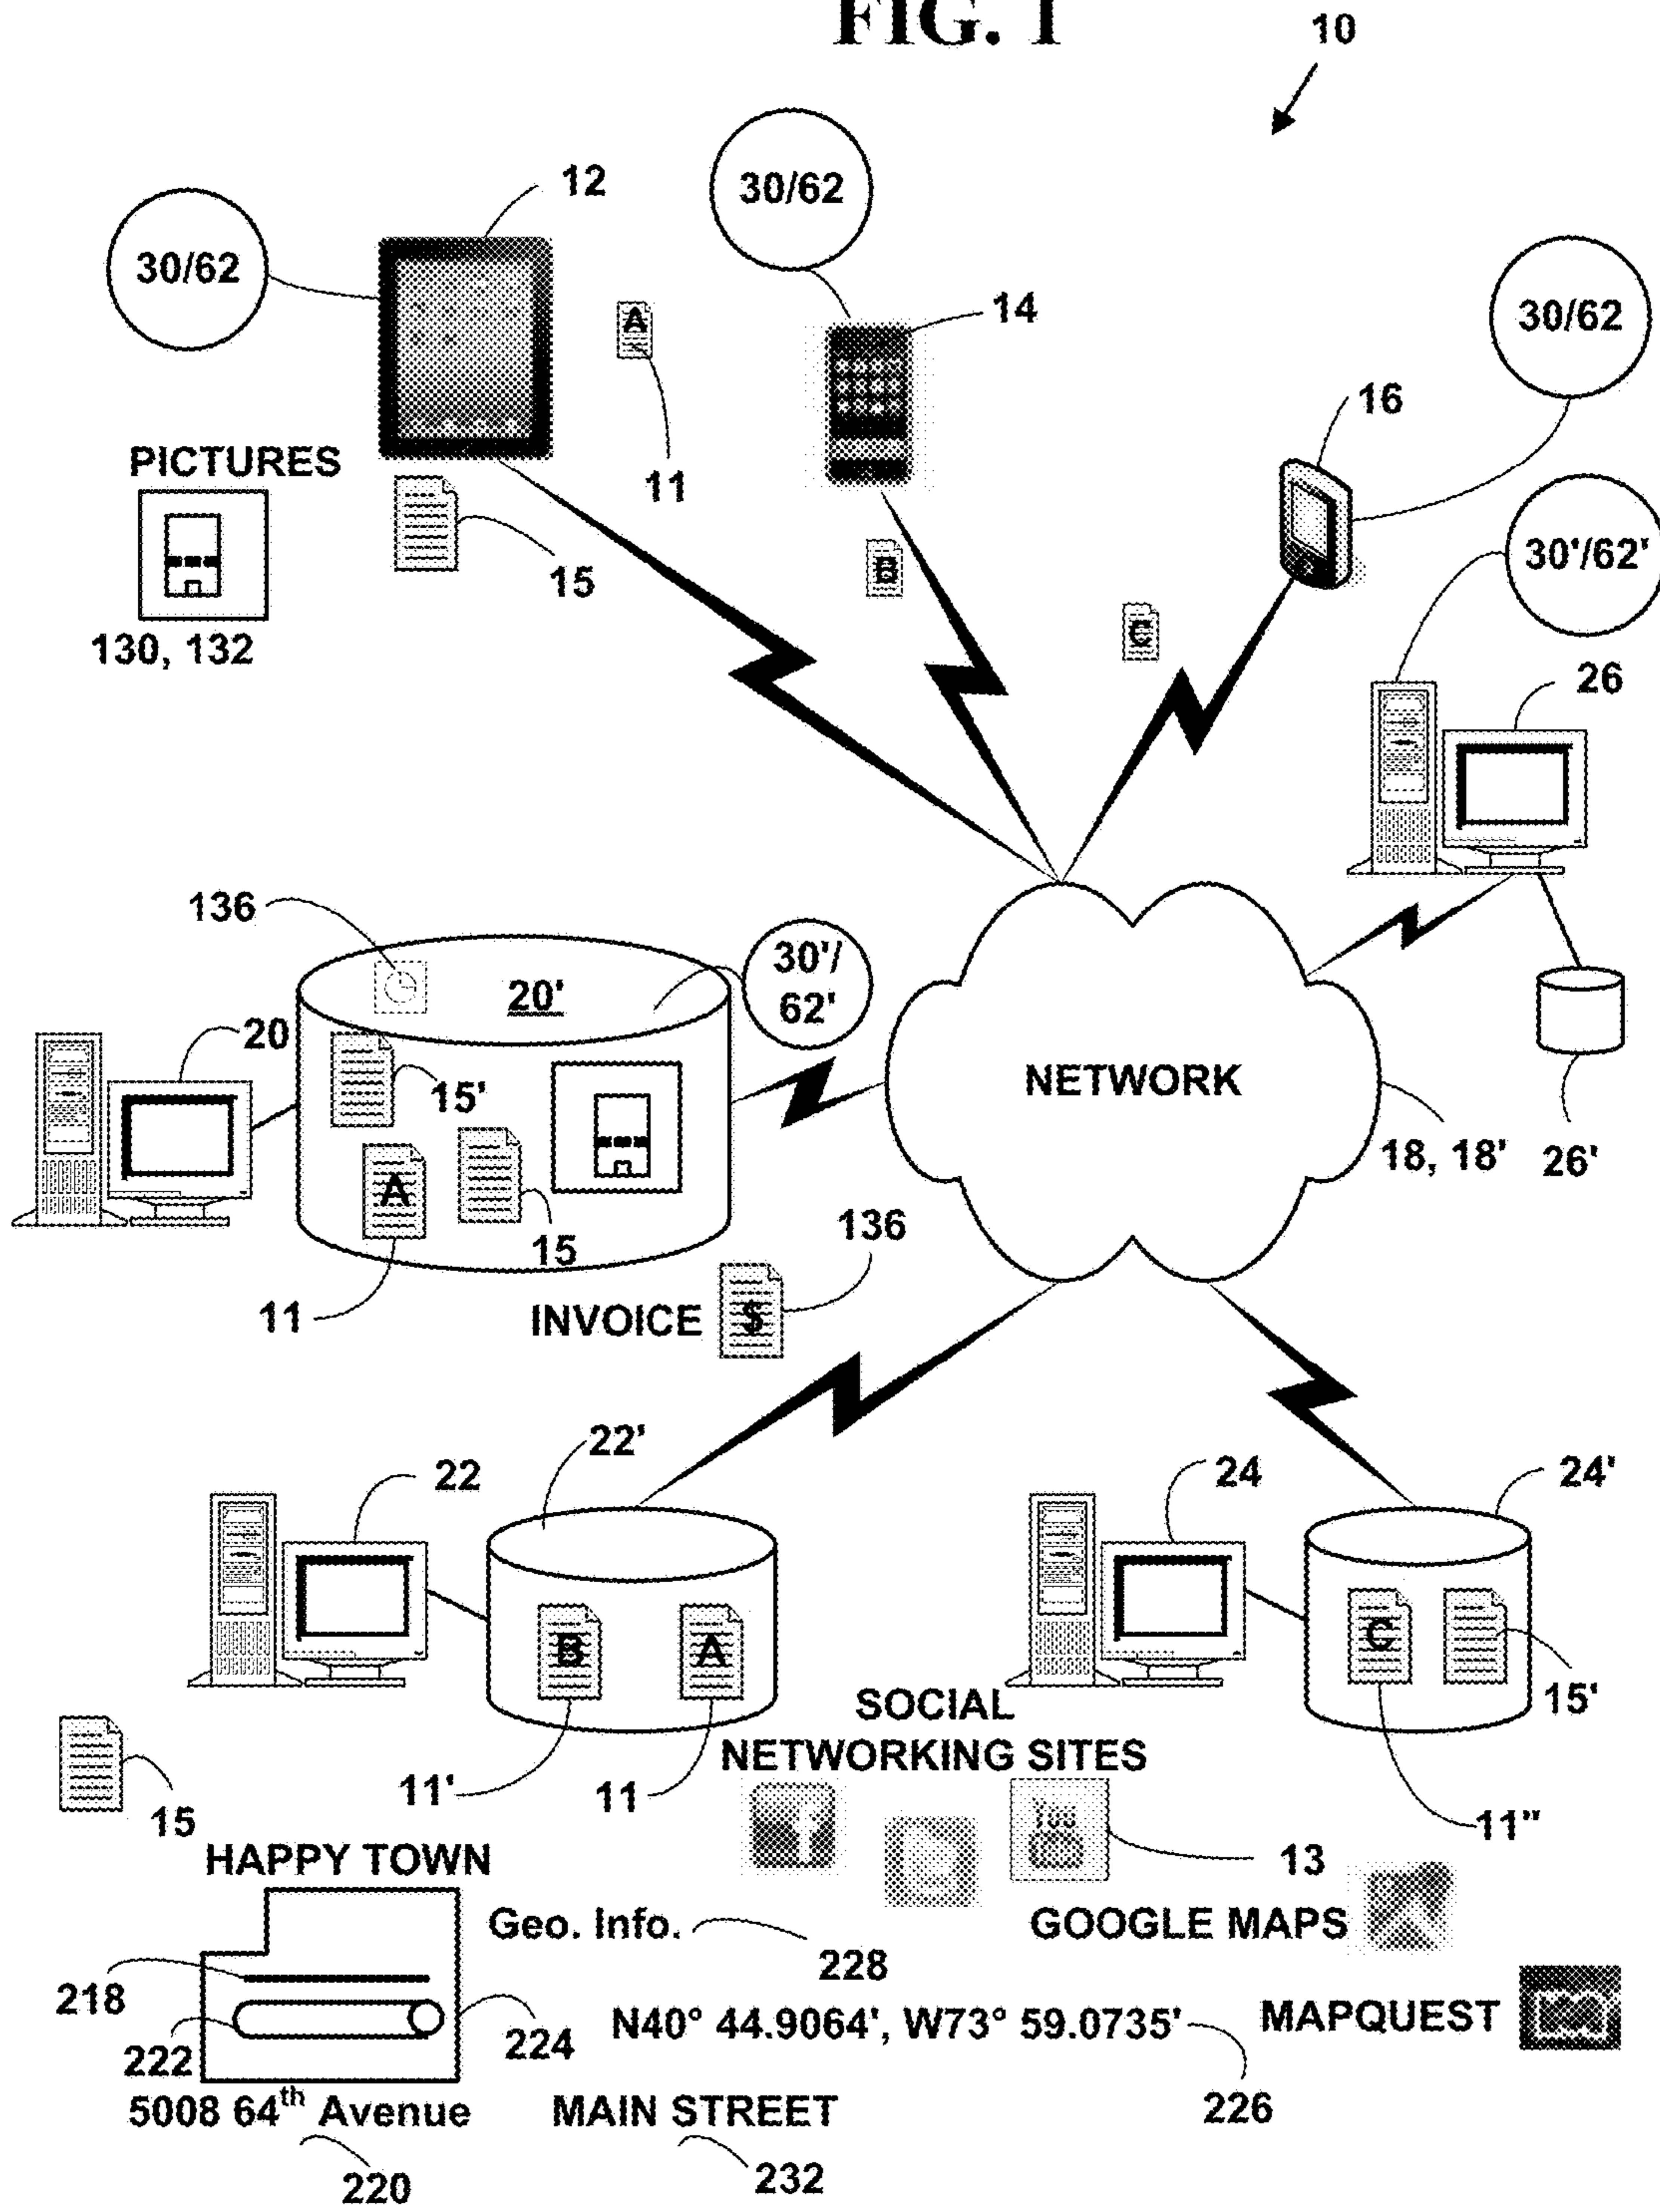 FIG. 1
10
12
30/62
30/62
30/62
A
14
30/62
16
11
PICTURES
15
B
30'/62'
C
130, 132
26
136
20'
30'/
62'
20
15'
NETWORK
A
15
18, 18'
26'
136
11
INVOICE
$
22'
22
24
24'
B
A
C
15'
SOCIAL
NETWORKING SITES
11'
11
15
11"
f
You
13
HAPPY TOWN
Geo. Info.
GOOGLE MAPS
228
218
N40° 44.9064', W73° 59.0735'
MAPQUEST
224
222
5008 64th Avenue
MAIN STREET
226
220
232